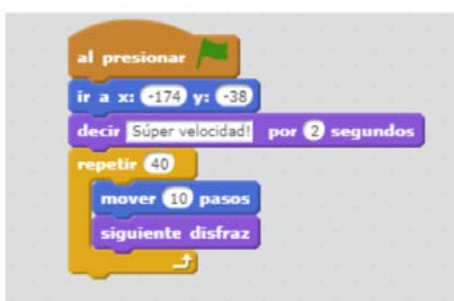 al presionar
ir a x: -174 y: -38
decir Súper velocidad! por 2 segundos
repetir 40
mover 10 pasos
siguiente disfraz